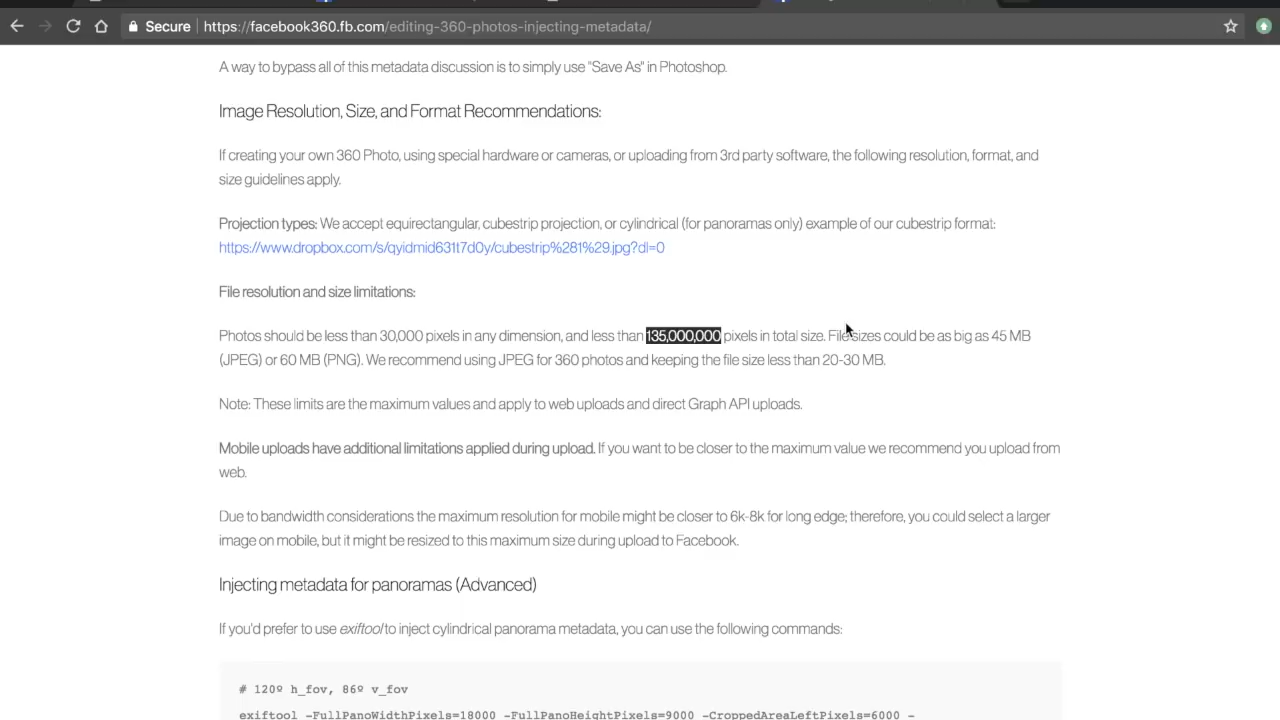 Secure https://facebook360.fb.com/editing-360-photos-injecting-metadata/
A way to bypass all of this metadata discussion is to simply use "Save As" in Photoshop.
Image Resolution, Size, and Format Recommendations:
If creating your own 360 Photo, using special hardware or cameras, or uploading from 3rd party software, the following resolution, format, and
size guidelines apply.
Projection types: We accept equirectangular, cubestrip projection, or cylindrical (for panoramas only) example of our cubestrip format:
https://www.dropbox.com/s/qyidmid631t7d0y/cubestrip%281%29.jpg?dl=0
File resolution and size limitations:
Photos should be less than 30,000 pixels in any dimension, and less than 135,000,000 pixels in total size. File sizes could be as big as 45 MB
(JPEG) or 60 MB (PNG). We recommend using JPEG for 360 photos and keeping the file size less than 20-30 MB.
Note: These limits are the maximum values and apply to web uploads and direct Graph API uploads.
Mobile uploads have additional limitations applied during upload. If you want to be closer to the maximum value we recommend you upload from
web.
Due to bandwidth considerations the maximum resolution for mobile might be closer to 6k-8k for long edge; therefore, you could select a larger
image on mobile, but it might be resized to this maximum size during upload to Facebook.
Injecting metadata for panoramas (Advanced)
If you'd prefer to use exiftool to inject cylindrical panorama metadata, you can use the following commands:
# 120º h_fov, 86º v_fov
exiftool -FullPanoWidthPixels=18000 -FullPanoHeightPixels=9000 -CroppedAreaLeftPixels=6000 -